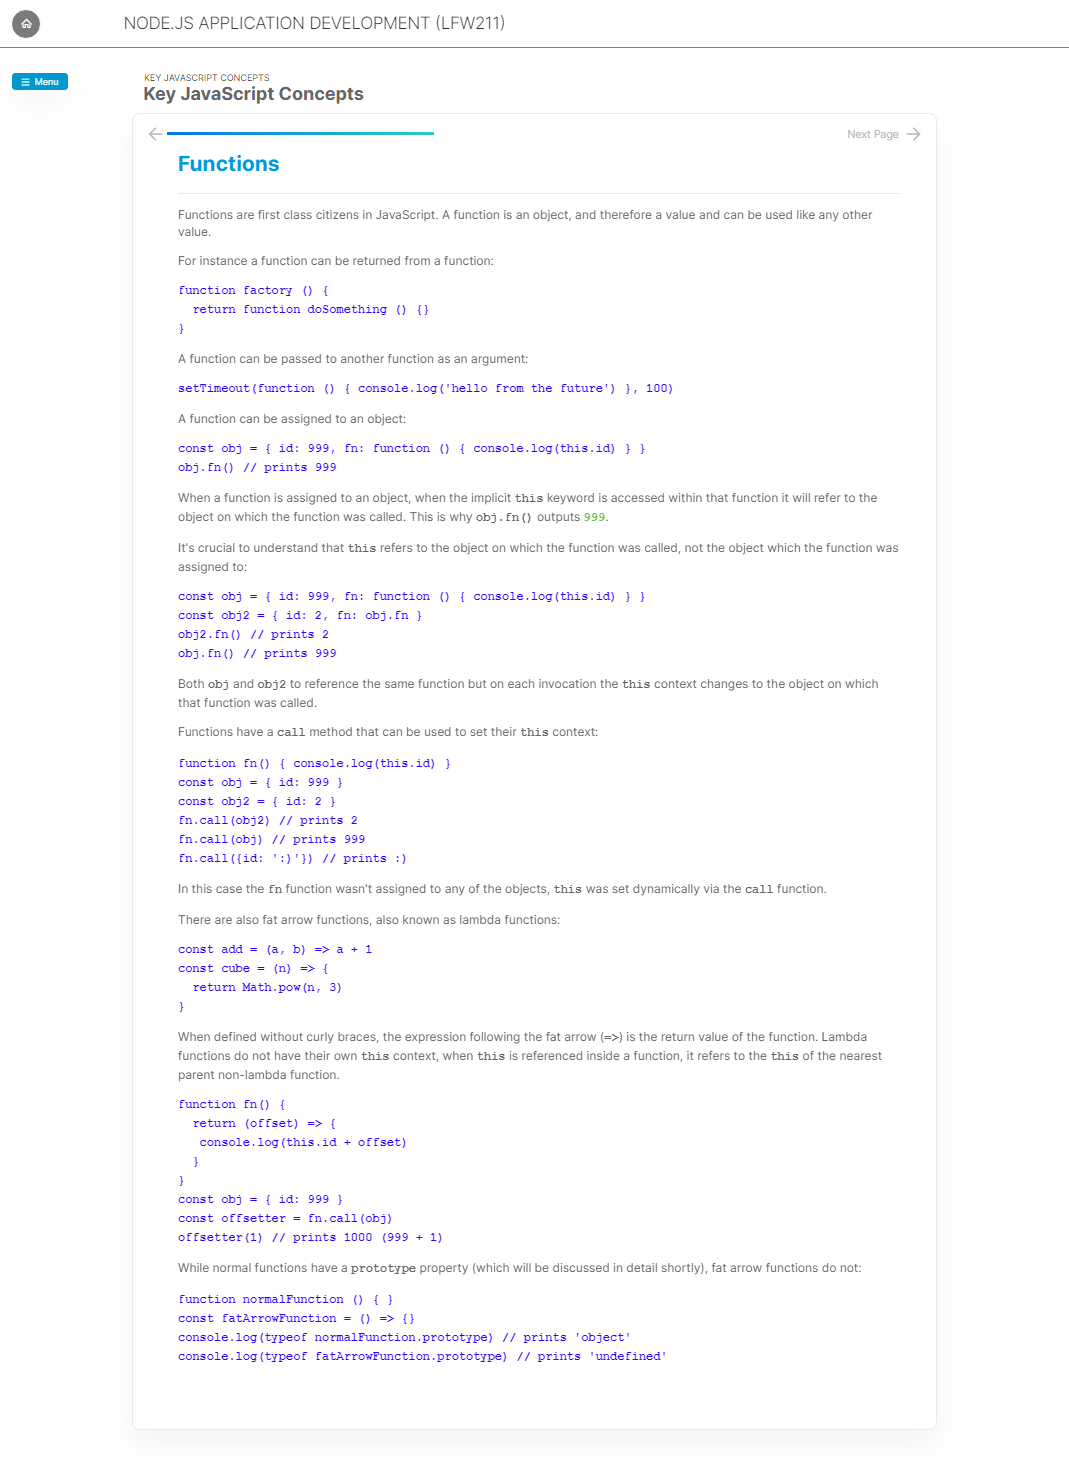 NODE.JS APPLICATION DEVELOPMENT (LFW211)
Menu
KEY JAVASCRIPT CONCEPTS
Key JavaScript Concepts
Next Page
Functions
Functions are first class citizens in JavaScript. A function is an object, and therefore a value and can be used like any other
value.
For instance a function can be returned from a function:
function factory () {
  return function doSomething () {}
}
A function can be passed to another function as an argument:
setTimeout(function () { console.log('hello from the future') }, 100)
A function can be assigned to an object:
const obj = { id: 999, fn: function () { console.log(this.id) } }
obj.fn() // prints 999
When a function is assigned to an object, when the implicit this keyword is accessed within that function it will refer to the
object on which the function was called. This is why obj.fn() outputs 999.
It's crucial to understand that this refers to the object on which the function was called, not the object which the function was
assigned to:
const obj = { id: 999, fn: function () { console.log(this.id) } }
const obj2 = { id: 2, fn: obj.fn }
obj2.fn() // prints 2
obj.fn() // prints 999
Both obj and obj2 to reference the same function but on each invocation the this context changes to the object on which
that function was called.
Functions have a call method that can be used to set their this context:
function fn() { console.log(this.id) }
const obj = { id: 999 }
const obj2 = { id: 2 }
fn.call(obj2) // prints 2
fn.call(obj) // prints 999
fn.call({id: ':)'}) // prints :)
In this case the fn function wasn't assigned to any of the objects, this was set dynamically via the call function.
There are also fat arrow functions, also known as lambda functions:
const add = (a, b) => a + 1
const cube = (n) => {
  return Math.pow(n, 3)
}
When defined without curly braces, the expression following the fat arrow (=>) is the return value of the function. Lambda
functions do not have their own this context, when this is referenced inside a function, it refers to the this of the nearest
parent non-lambda function.
function fn() {
  return (offset) => {
   console.log(this.id + offset)
  }
}
const obj = { id: 999 }
const offsetter = fn.call(obj)
offsetter(1) // prints 1000 (999 + 1)
While normal functions have a prototype property (which will be discussed in detail shortly), fat arrow functions do not:
function normalFunction () { }
const fatArrowFunction = () => {}
console.log(typeof normalFunction.prototype) // prints 'object'
console.log(typeof fatArrowFunction.prototype) // prints 'undefined'